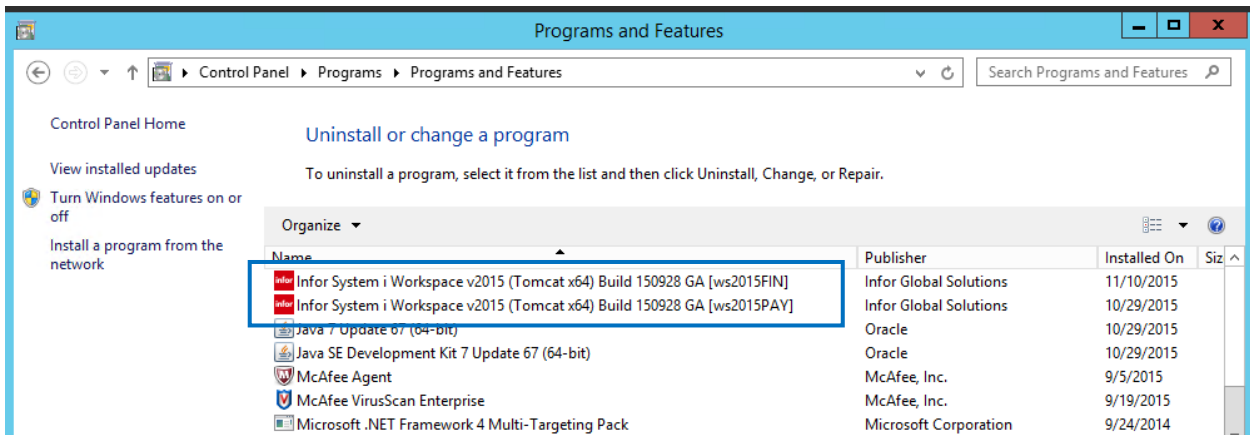 Programs and Features
Control Panel Programs Programs and Features Search Programs and Features
Control Panel Home
View installed updates
Turn Windows features on or
off
Install a program from the
network
Uninstall or change a program
To uninstall a program, select it from the list and then click Uninstall, Change, or Repair.
Organize
Name Publisher Installed On Siz
infor Infor System i Workspace v2015 (Tomcat x64) Build 150928 GA [ws2015FIN] Infor Global Solutions 11/10/2015
infor Infor System i Workspace v2015 (Tomcat x64) Build 150928 GA [ws2015PAY] Infor Global Solutions 10/29/2015
Java 7 Update 67 (64-bit) Oracle 10/29/2015
Java SE Development Kit 7 Update 67 (64-bit) Oracle 10/29/2015
McAfee Agent McAfee, Inc. 9/5/2015
McAfee VirusScan Enterprise McAfee, Inc. 9/19/2015
Microsoft .NET Framework 4 Multi-Targeting Pack Microsoft Corporation 9/24/2014